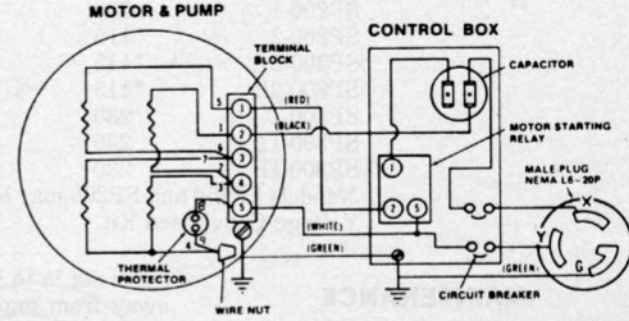 MOTOR & PUMP
TERMINAL
BLOCK
CONTROL BOX
CAPACITOR
MOTOR STARTING
RELAY
MALE PLUG
NEMA L6-20P
5
1
(RED)
1
2
(BLACK)
6
3
7
2
4
3
5
8
4
9
(WHITE)
(GREEN)
THERMAL
PROTECTOR
WIRE NUT
1
2
5
X
Y
G
(GREEN)
CIRCUIT BREAKER